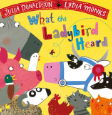 JULIA DONALDSON ★ LYDIA MONKS
What the
Ladybird
Heard